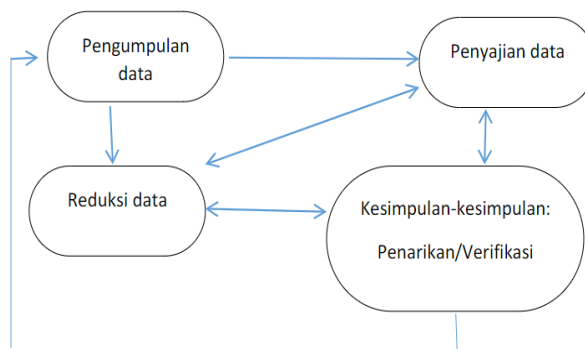 Pengumpulan
data
Penyajian data
Reduksi data
Kesimpulan-kesimpulan:
Penarikan/Verifikasi